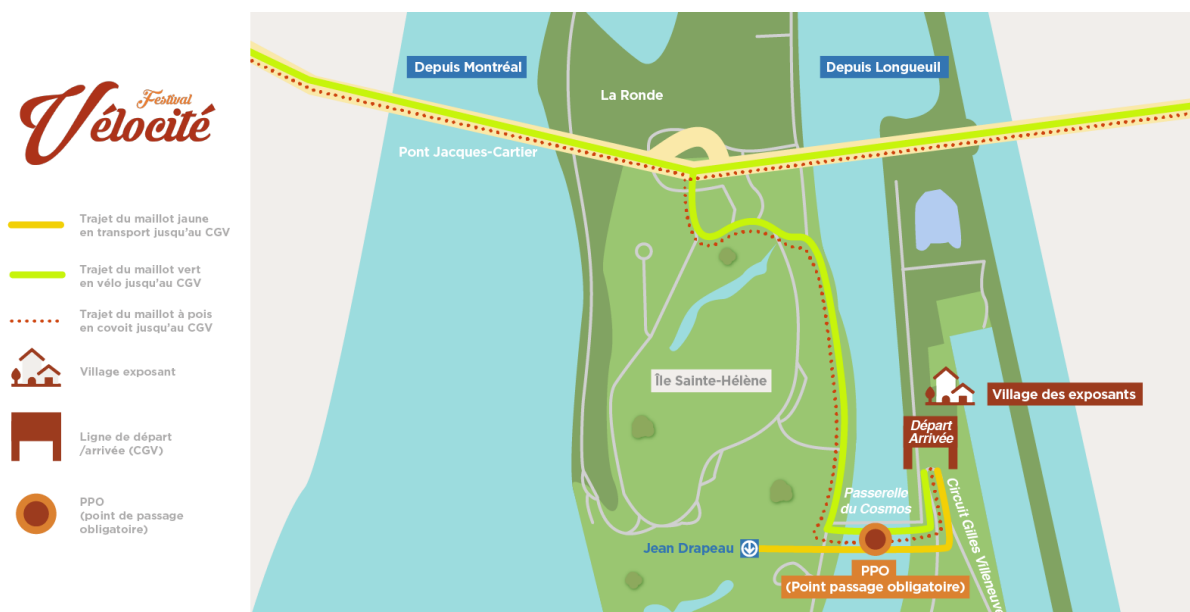 Festival
Vélocité
Trajet du maillot jaune
en transport jusqu'au CGV
Trajet du maillot vert
en vélo jusqu'au CGV
Trajet du maillot à pois
en covoit jusqu'au CGV
Village exposant
Ligne de départ
/arrivée (CGV)
PPO
(point de passage
obligatoire)
Depuis Montréal
Depuis Longueuil
La Ronde
Pont Jacques-Cartier
Île Sainte-Hélène
Village des exposants
Départ
Arrivée
Passerelle
du Cosmos
Circuit Gilles Villeneuve
Jean Drapeau
PPO
(Point passage obligatoire)